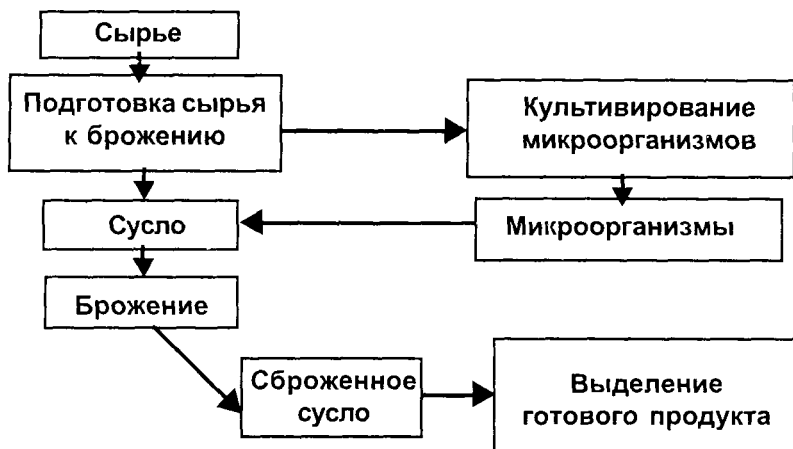 Сырье
Подготовка сырья
к брожению
Культивирование
микроорганизмов
Сусло
Микроорганизмы
Брожение
Сброженное
сусло
Выделение
готового продукта